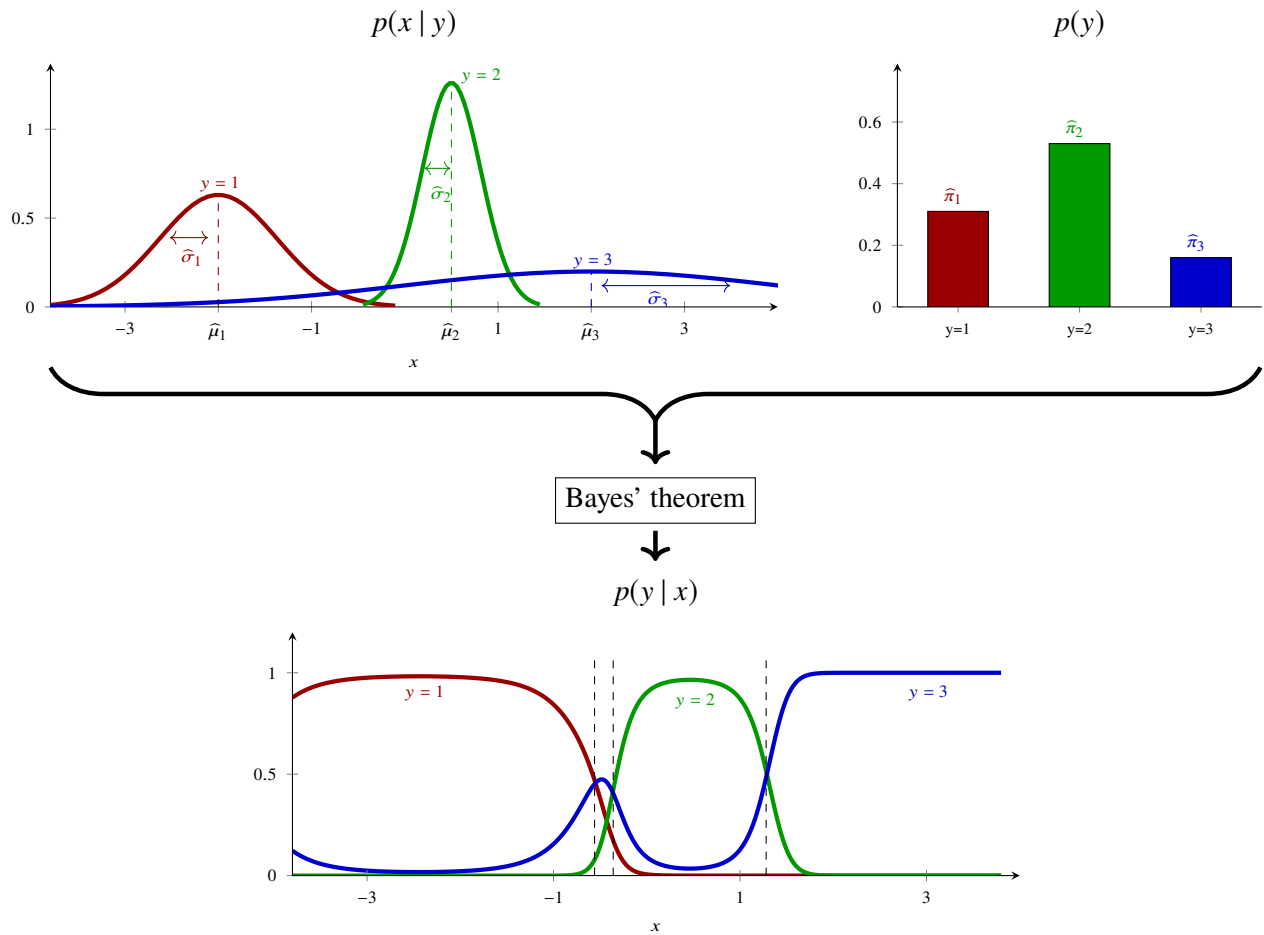 p(x | y)
p(y)
y = 2
1
y = 1
σ̂₂
0.5
σ̂₁
y = 3
σ̂₃
0
−3
μ̂₁
−1
μ̂₂
1
μ̂₃
3
x
0.6
π̂₂
0.4
π̂₁
0.2
π̂₃
0
y=1
y=2
y=3
Bayes’ theorem
p(y | x)
1
y = 1
y = 2
y = 3
0.5
0
−3
−1
1
3
x